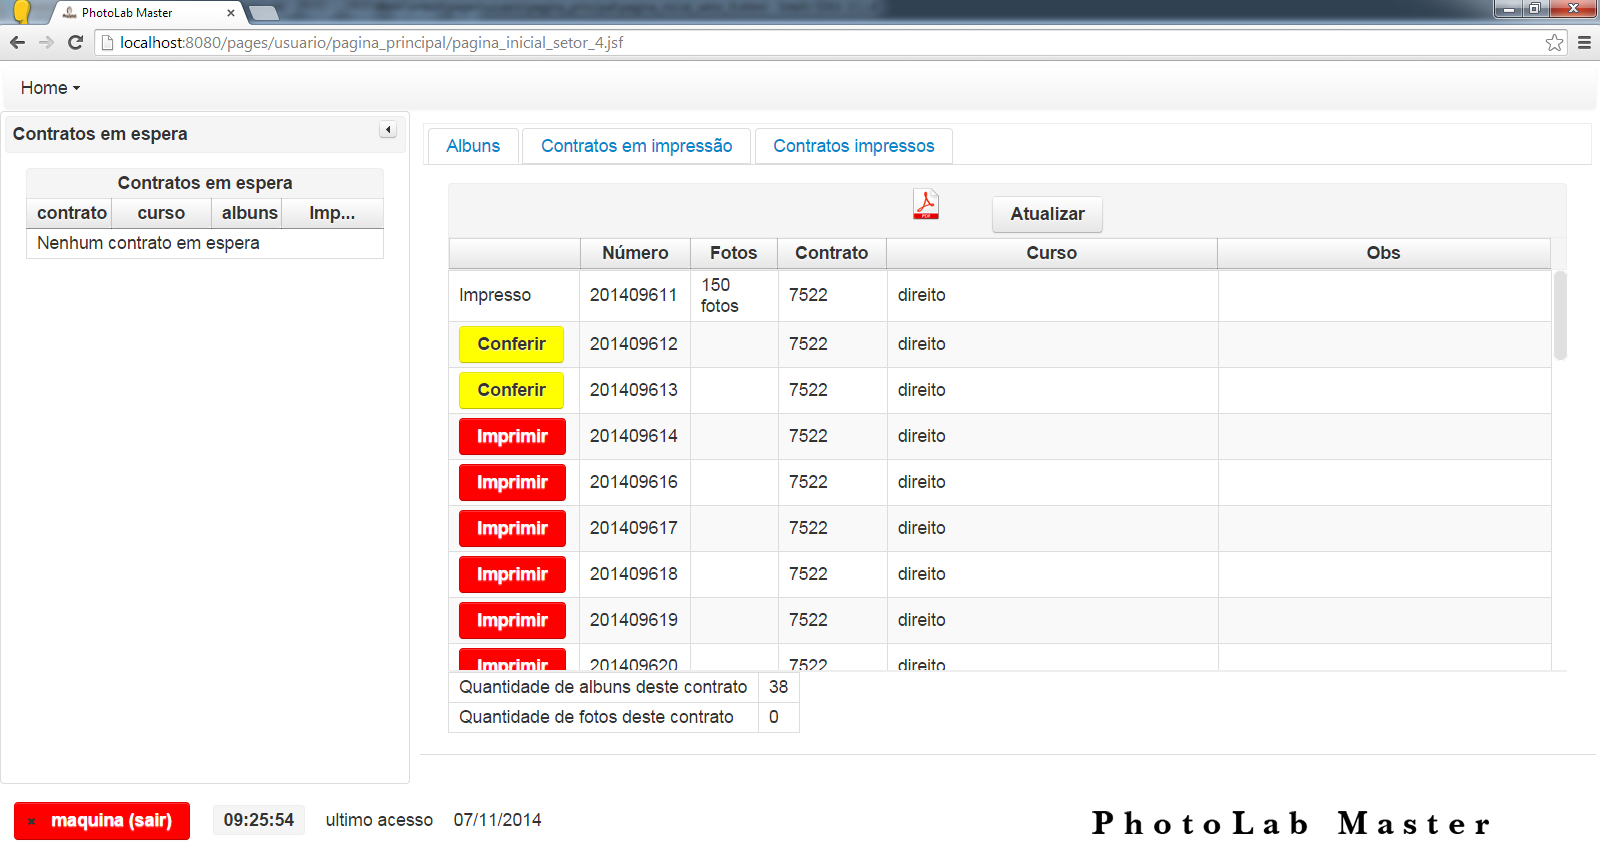 PhotoLab Master
localhost:8080/pages/usuario/pagina_principal/pagina_inicial_setor_4.jsf
Home
Contratos em espera
Contratos em espera
contrato curso albuns Imp...
Nenhum contrato em espera
Albuns Contratos em impressão Contratos impressos
PDF Atualizar
Número Fotos Contrato Curso Obs
Impresso 201409611 150 fotos 7522 direito
Conferir 201409612 7522 direito
Conferir 201409613 7522 direito
Imprimir 201409614 7522 direito
Imprimir 201409616 7522 direito
Imprimir 201409617 7522 direito
Imprimir 201409618 7522 direito
Imprimir 201409619 7522 direito
Imprimir 201409620 7522 direito
Quantidade de albuns deste contrato 38
Quantidade de fotos deste contrato 0
maquina (sair) 09:25:54 ultimo acesso 07/11/2014
PhotoLab Master